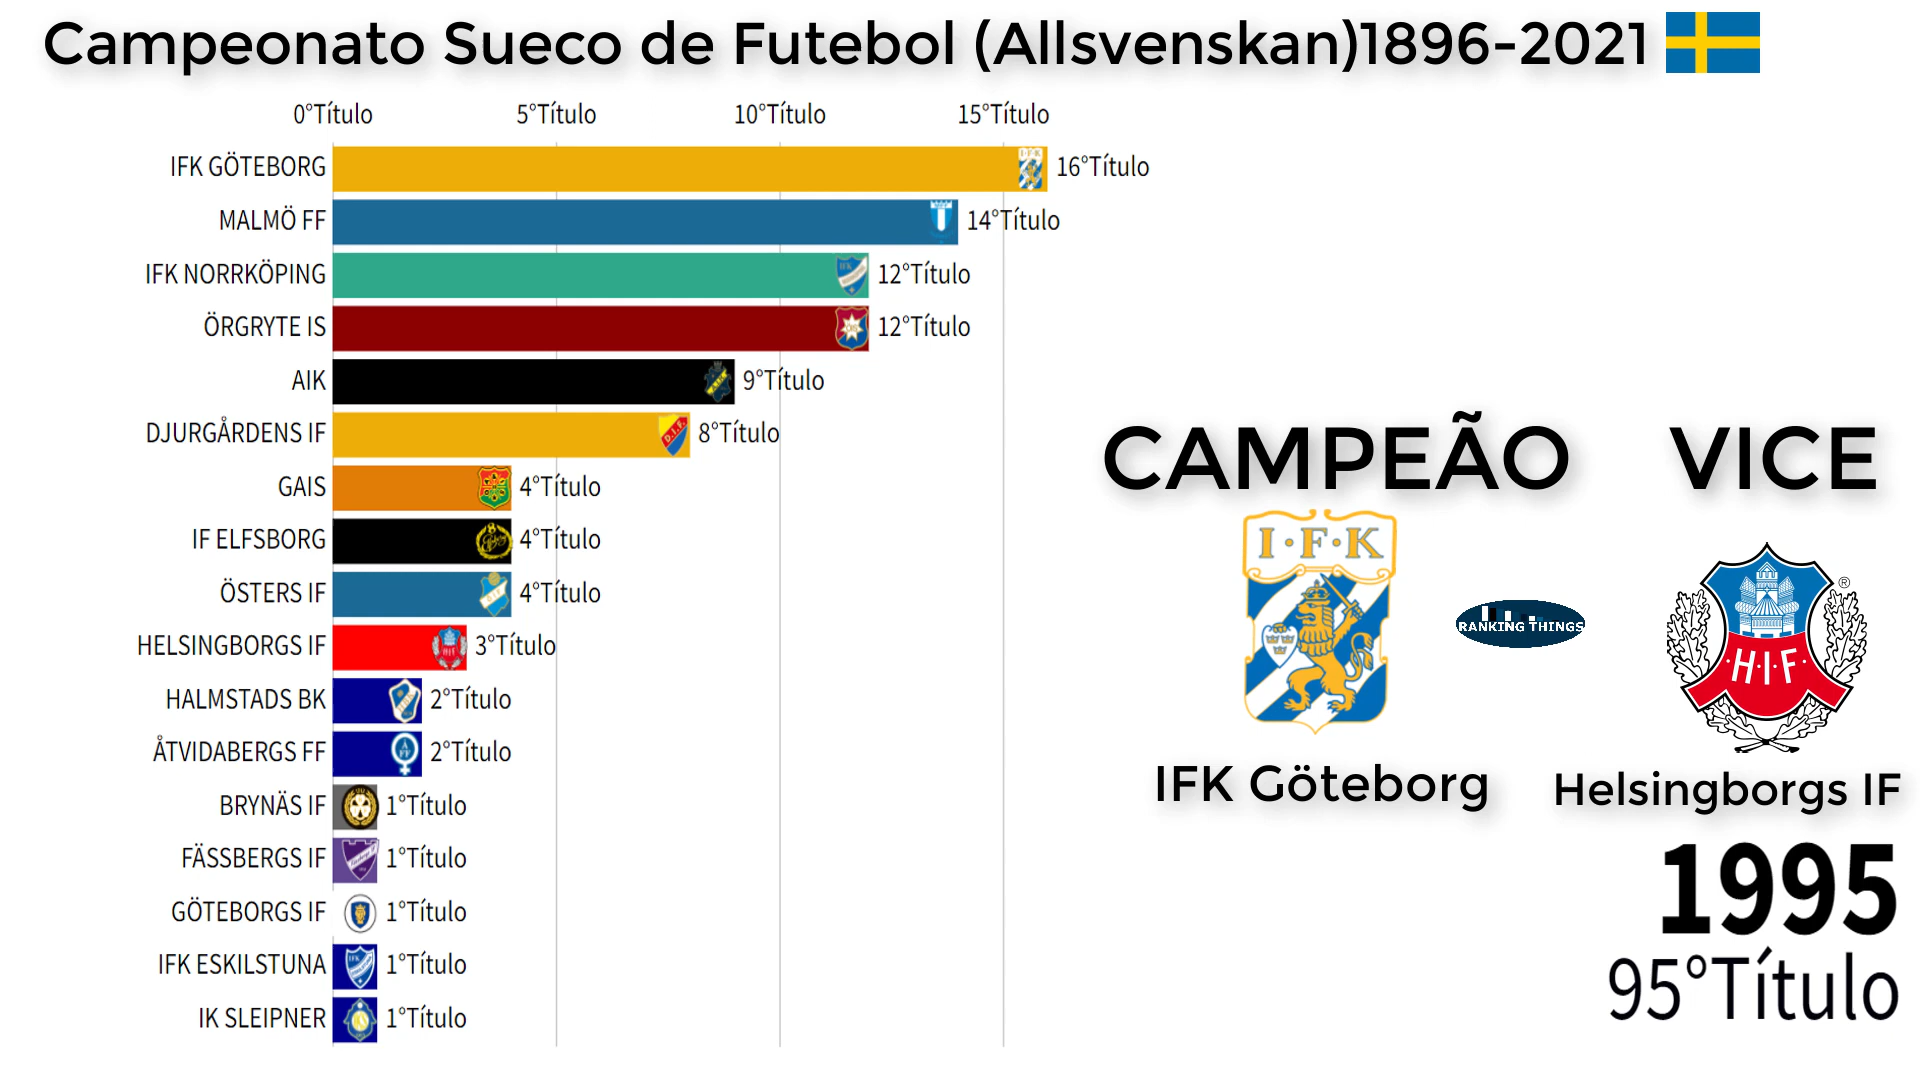 Campeonato Sueco de Futebol (Allsvenskan)1896-2021
0°Título 5°Título 10°Título 15°Título
IFK GÖTEBORG 16°Título
MALMÖ FF 14°Título
IFK NORRKÖPING 12°Título
ÖRGRYTE IS 12°Título
AIK 9°Título
DJURGÅRDENS IF 8°Título
GAIS 4°Título
IF ELFSBORG 4°Título
ÖSTERS IF 4°Título
HELSINGBORGS IF 3°Título
HALMSTADS BK 2°Título
ÅTVIDABERGS FF 2°Título
BRYNÄS IF 1°Título
FÄSSBERGS IF 1°Título
GÖTEBORGS IF 1°Título
IFK ESKILSTUNA 1°Título
IK SLEIPNER 1°Título
CAMPEÃO VICE
I·F·K
®
RANKING THINGS
·H·I·F·
IFK Göteborg Helsingborgs IF
1995
95°Título